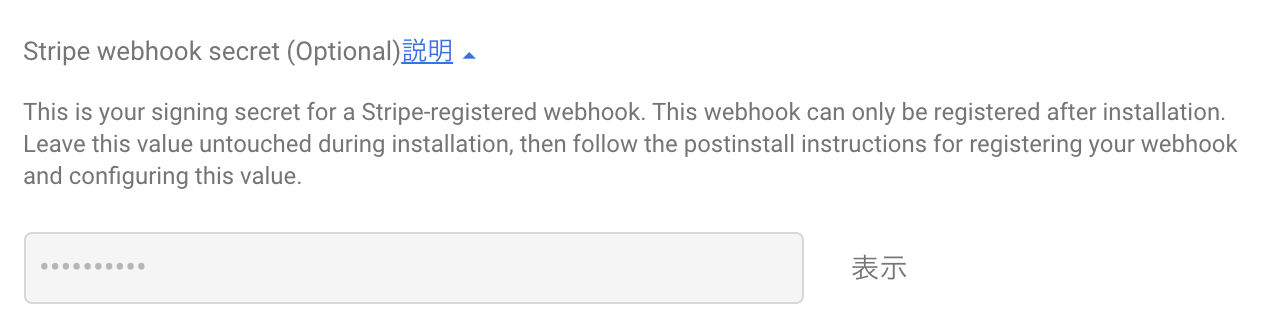 Stripe webhook secret (Optional)説明
This is your signing secret for a Stripe-registered webhook. This webhook can only be registered after installation.
Leave this value untouched during installation, then follow the postinstall instructions for registering your webhook
and configuring this value.
•••••••••• 表示